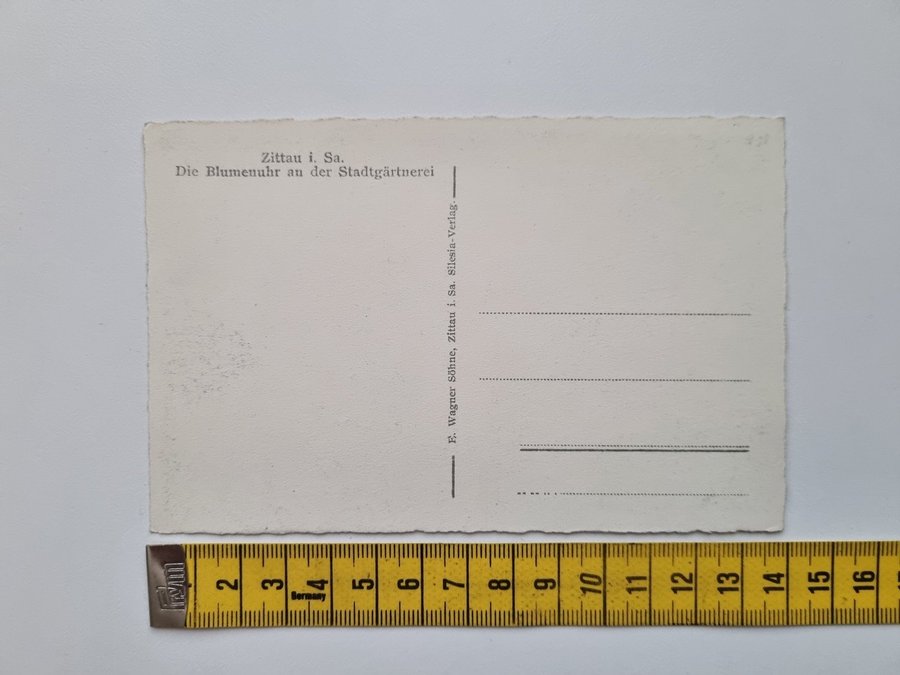 Zittau i. Sa.
Die Blumenuhr an der Stadtgärtnerei
E. Wagner Söhne, Zittau i. Sa. Silesia-Verlag.
2 3 4 5 6 7 8 9 10 11 12 13 14 15 16
Germany